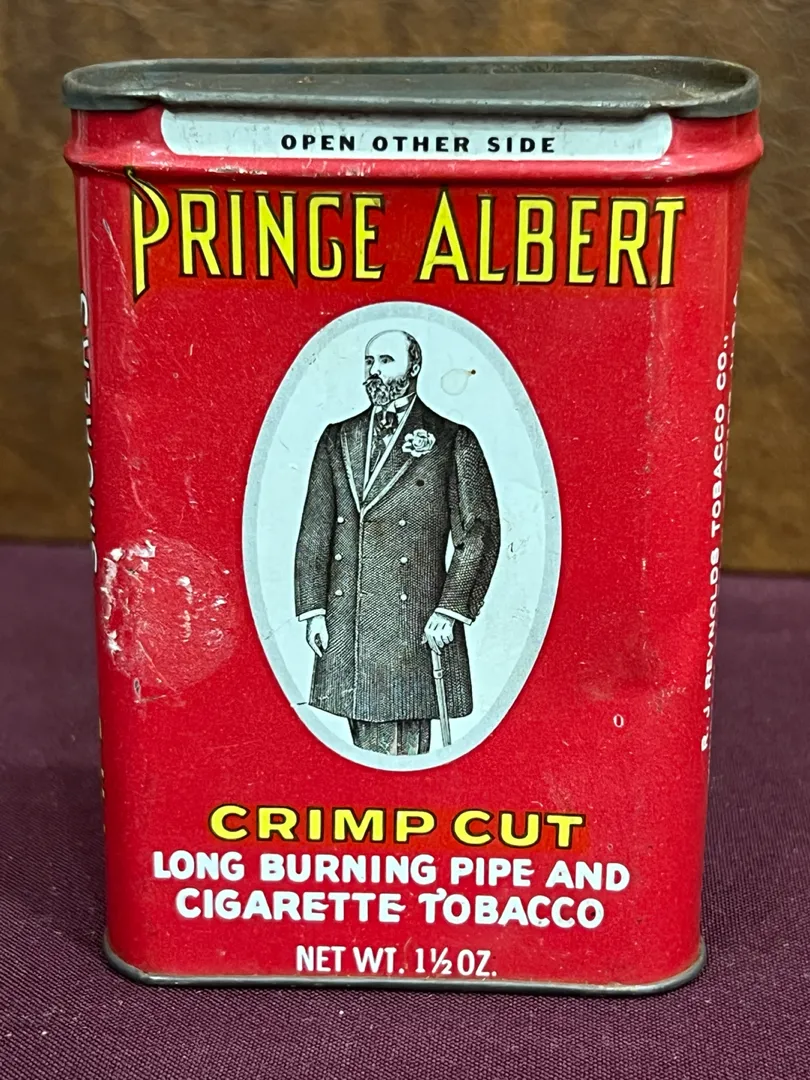 OPEN OTHER SIDE
PRINCE ALBERT
CRIMP CUT
LONG BURNING PIPE AND
CIGARETTE TOBACCO
NET WT. 1½ OZ.
R. J. REYNOLDS TOBACCO CO.,